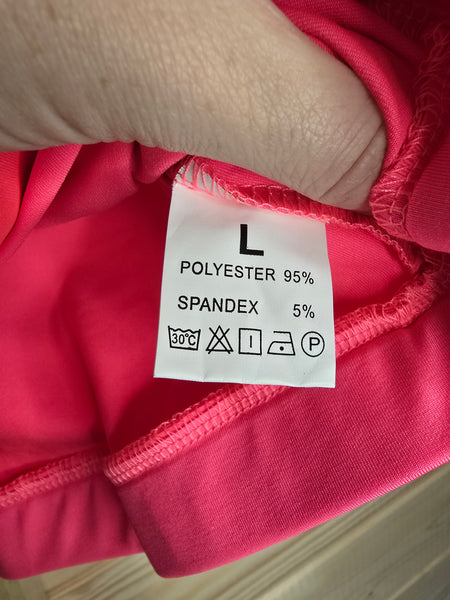 L
POLYESTER 95%
SPANDEX 5%
30°C P